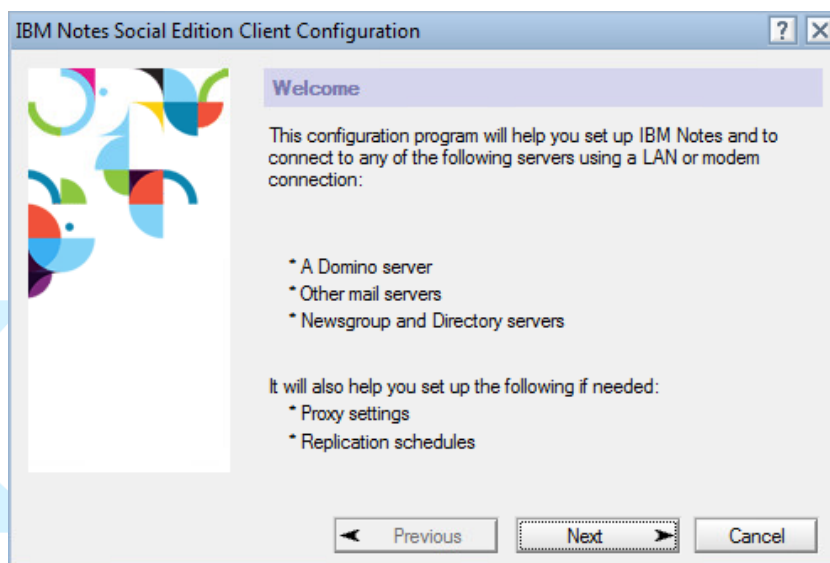 IBM Notes Social Edition Client Configuration
?
Welcome
This configuration program will help you set up IBM Notes and to
connect to any of the following servers using a LAN or modem
connection:
* A Domino server
* Other mail servers
* Newsgroup and Directory servers
It will also help you set up the following if needed:
* Proxy settings
* Replication schedules
Previous
Next
Cancel